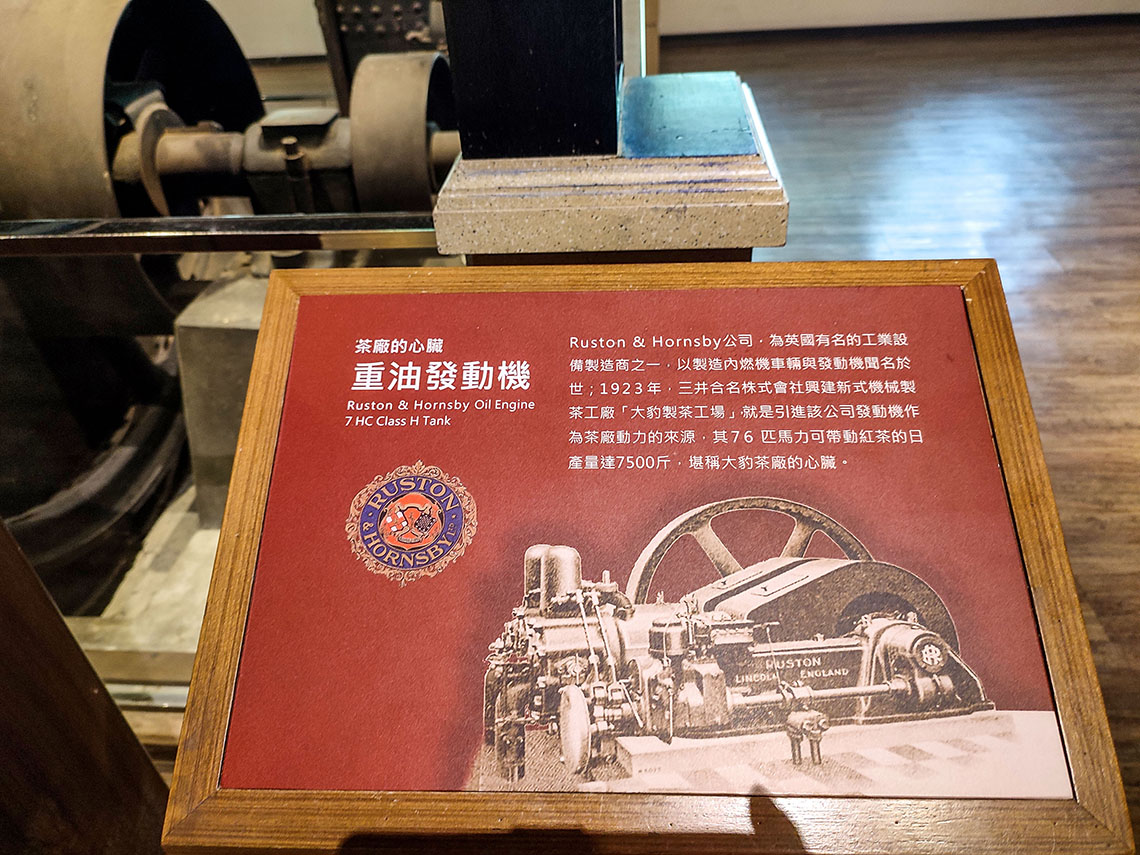 茶廠的心臟
重油發動機
Ruston & Hornsby Oil Engine
7 HC Class H Tank
Ruston & Hornsby公司，為英國有名的工業設
備製造商之一，以製造內燃機車輛與發動機聞名於
世；1923年，三井合名株式會社興建新式機械製
茶工廠「大豹製茶工場」，就是引進該公司發動機作
為茶廠動力的來源，其76 匹馬力可帶動紅茶的日
產量達7500斤，堪稱大豹茶廠的心臟。
RUSTON
& HORNSBY LTD
RUSTON
LINCOLN ENGLAND